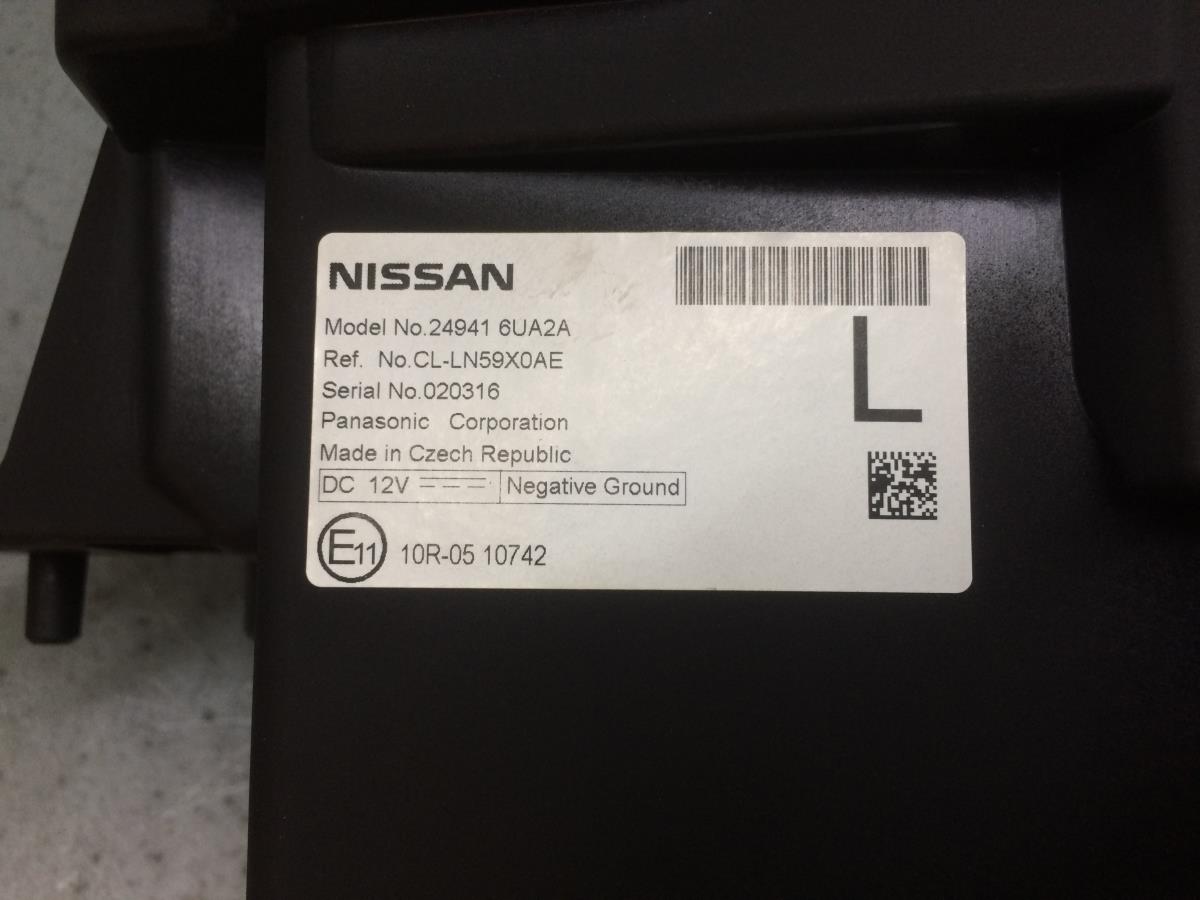 NISSAN
Model No.24941 6UA2A
Ref. No.CL-LN59X0AE
Serial No.020316
Panasonic Corporation
Made in Czech Republic
DC 12V Negative Ground
E11 10R-05 10742
L